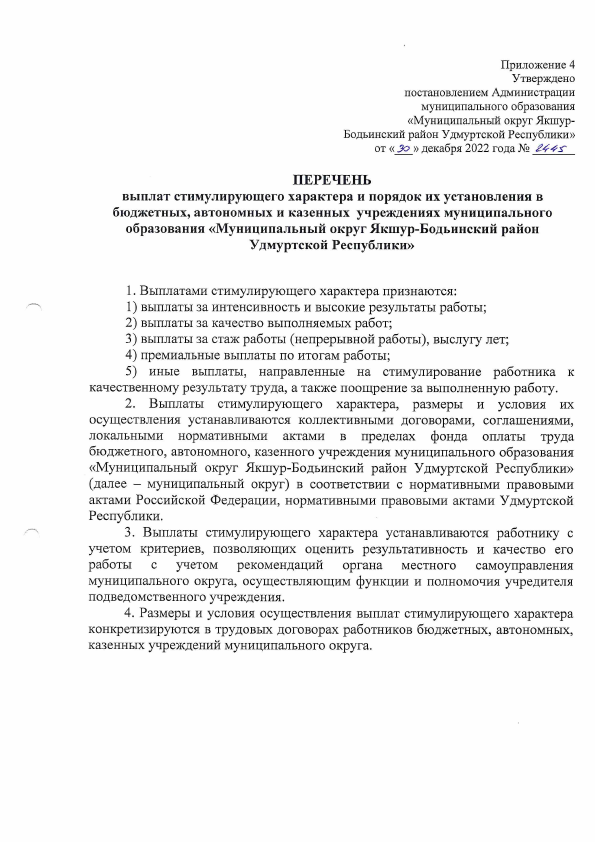 Приложение 4
Утверждено
постановлением Администрации
муниципального образования
«Муниципальный округ Якшур-
Бодьинский район Удмуртской Республики»
от «30» декабря 2022 года № 2445
ПЕРЕЧЕНЬ
выплат стимулирующего характера и порядок их установления в
бюджетных, автономных и казенных учреждениях муниципального
образования «Муниципальный округ Якшур-Бодьинский район
Удмуртской Республики»
1. Выплатами стимулирующего характера признаются:
1) выплаты за интенсивность и высокие результаты работы;
2) выплаты за качество выполняемых работ;
3) выплаты за стаж работы (непрерывной работы), выслугу лет;
4) премиальные выплаты по итогам работы;
5) иные выплаты, направленные на стимулирование работника к
качественному результату труда, а также поощрение за выполненную работу.
2. Выплаты стимулирующего характера, размеры и условия их
осуществления устанавливаются коллективными договорами, соглашениями,
локальными нормативными актами в пределах фонда оплаты труда
бюджетного, автономного, казенного учреждения муниципального образования
«Муниципальный округ Якшур-Бодьинский район Удмуртской Республики»
(далее – муниципальный округ) в соответствии с нормативными правовыми
актами Российской Федерации, нормативными правовыми актами Удмуртской
Республики.
3. Выплаты стимулирующего характера устанавливаются работнику с
учетом критериев, позволяющих оценить результативность и качество его
работы с учетом рекомендаций органа местного самоуправления
муниципального округа, осуществляющим функции и полномочия учредителя
подведомственного учреждения.
4. Размеры и условия осуществления выплат стимулирующего характера
конкретизируются в трудовых договорах работников бюджетных, автономных,
казенных учреждений муниципального округа.